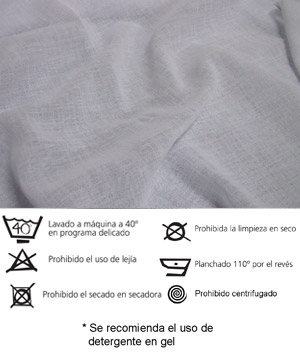 40°
Lavado a máquina a 40º
en programa delicado
Prohibido el uso de lejía
Prohibido el secado en secadora
Prohibida la limpieza en seco
Planchado 110º por el revés
Prohibido centrifugado
* Se recomienda el uso de
detergente en gel